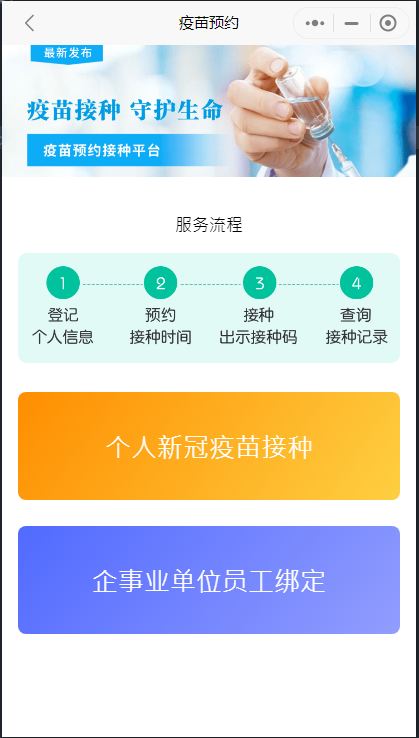 疫苗预约
最新发布
疫苗接种 守护生命
疫苗预约接种平台
服务流程
1 2 3 4
登记 预约 接种 查询
个人信息 接种时间 出示接种码 接种记录
个人新冠疫苗接种
企事业单位员工绑定